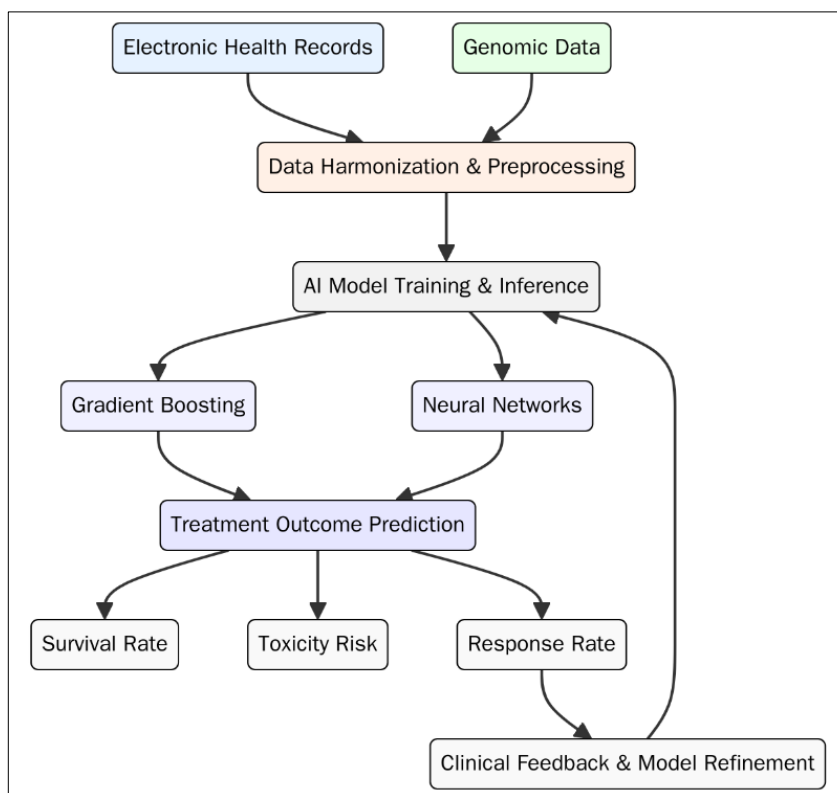 Electronic Health Records
Genomic Data
Data Harmonization & Preprocessing
AI Model Training & Inference
Gradient Boosting
Neural Networks
Treatment Outcome Prediction
Survival Rate
Toxicity Risk
Response Rate
Clinical Feedback & Model Refinement